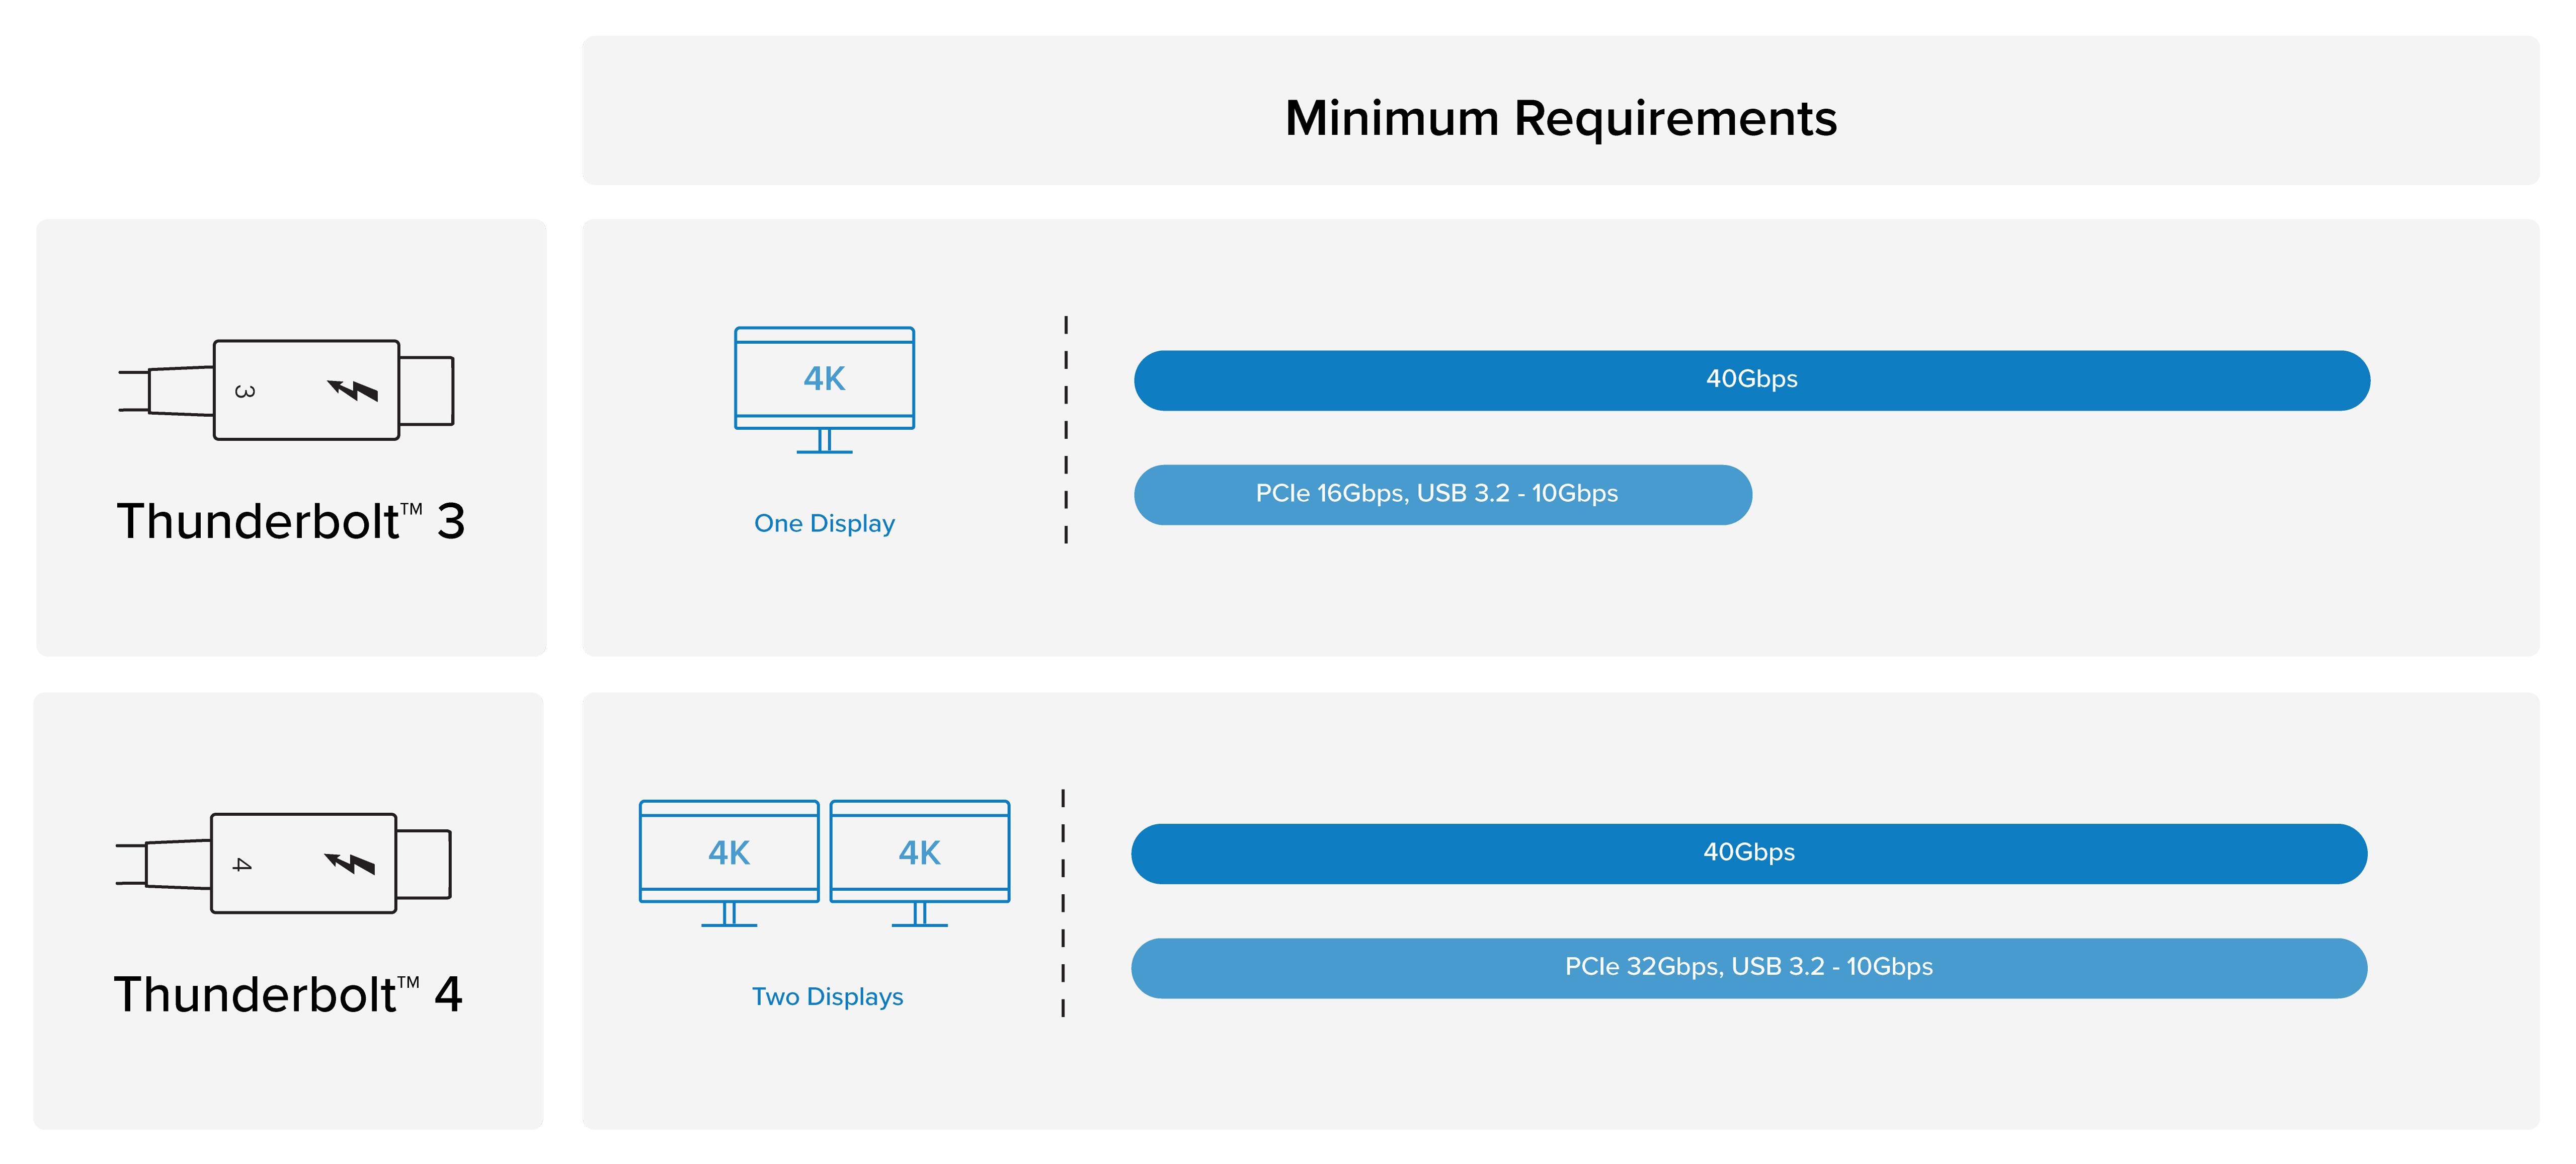 Minimum Requirements
3
Thunderbolt™ 3
4K
One Display
40Gbps
PCIe 16Gbps, USB 3.2 - 10Gbps
4
Thunderbolt™ 4
4K
4K
Two Displays
40Gbps
PCIe 32Gbps, USB 3.2 - 10Gbps